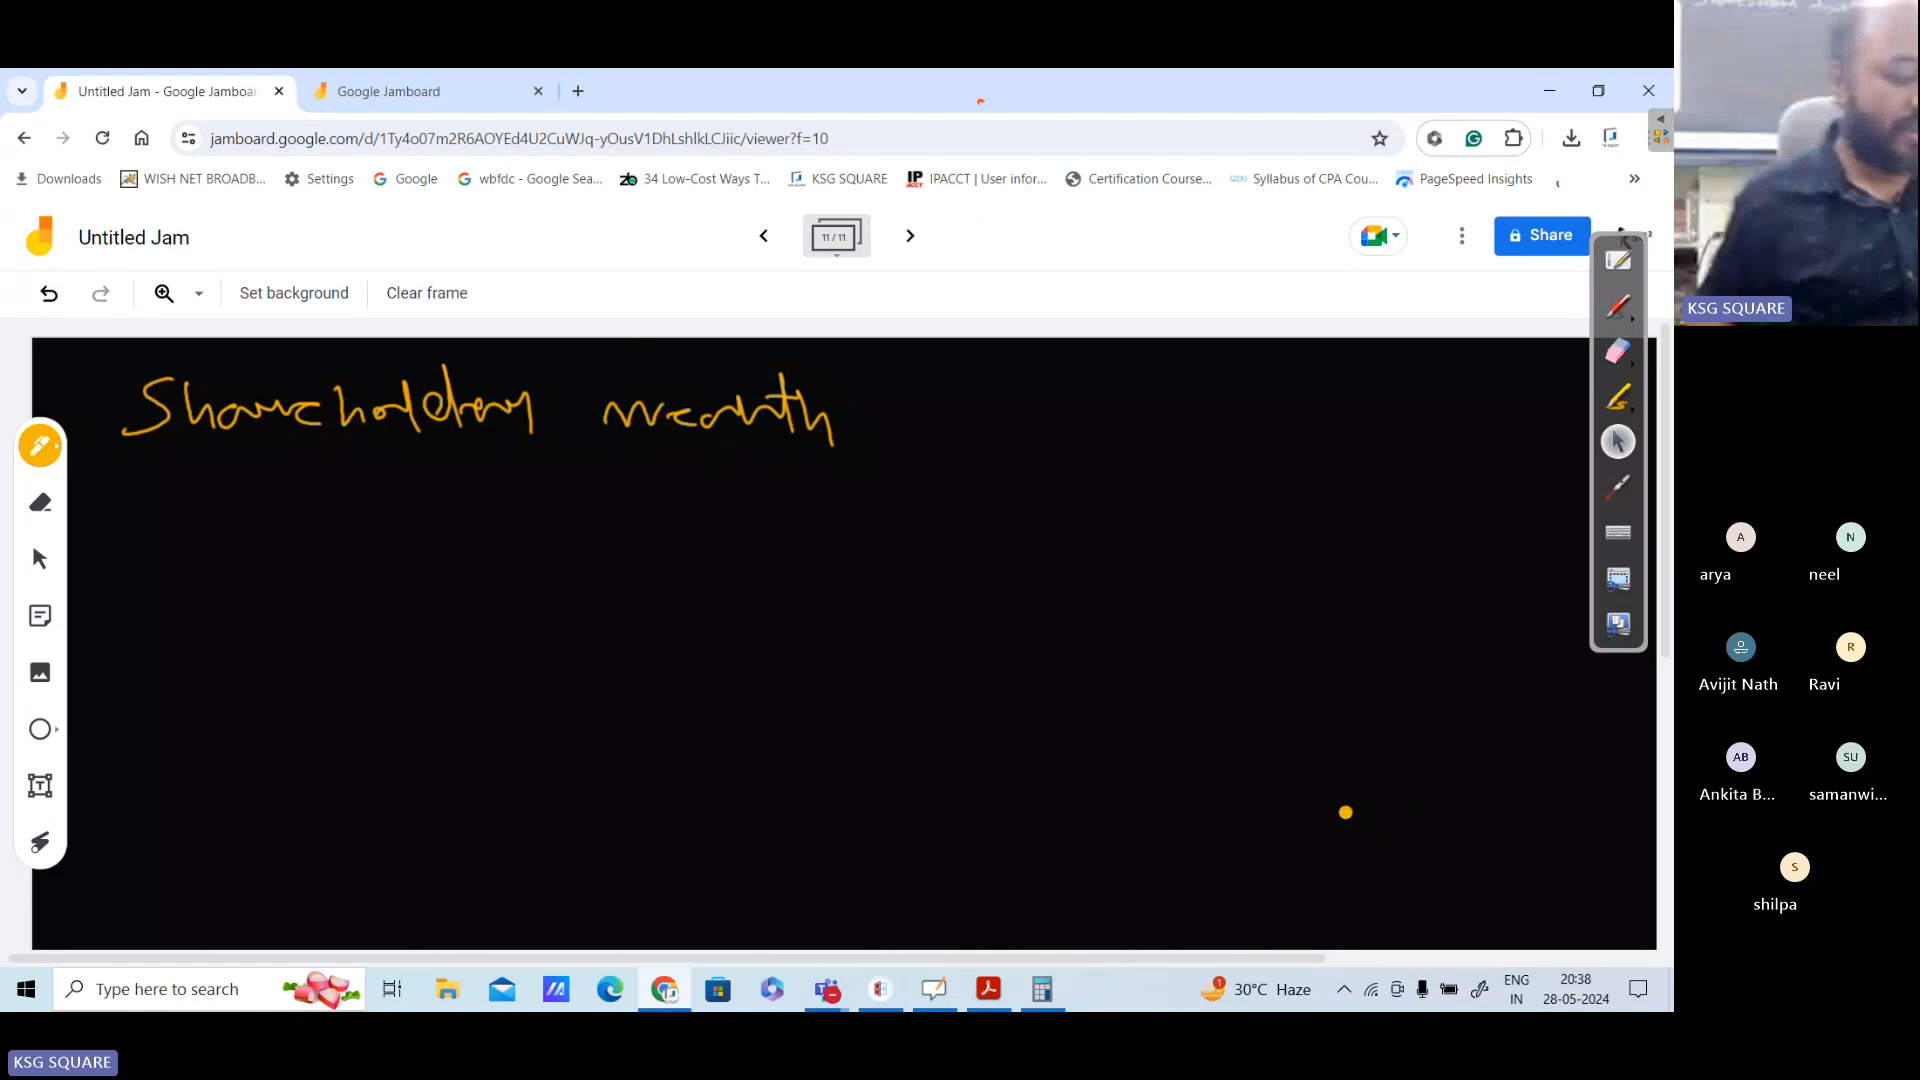 Untitled Jam - Google Jamboar
Google Jamboard
jamboard.google.com/d/1Ty4o07m2R6AOYEd4U2CuWJq-yOusV1DhLshlkLCJiic/viewer?f=10
Downloads
WISH NET BROADB...
Settings
Google
wbfdc - Google Sea...
34 Low-Cost Ways T...
KSG SQUARE
IPACCT | User infor...
Certification Course...
Syllabus of CPA Cou...
PageSpeed Insights
Untitled Jam
11 / 11
Share
Set background
Clear frame
Shareholders wealth
KSG SQUARE
A
arya
N
neel
Avijit Nath
R
Ravi
AB
Ankita B...
SU
samanwi...
S
shilpa
Type here to search
30°C Haze
ENG
IN
20:38
28-05-2024
KSG SQUARE